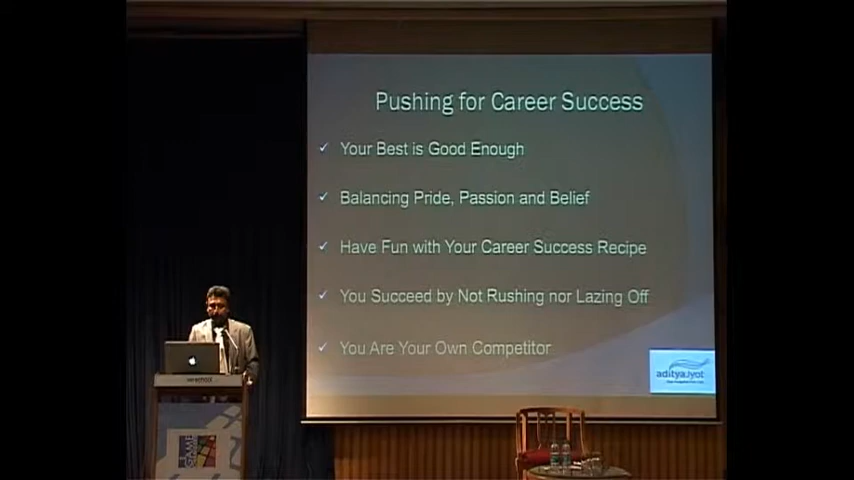 Pushing for Career Success
Your Best is Good Enough
Balancing Pride, Passion and Belief
Have Fun with Your Career Success Recipe
You Succeed by Not Rushing nor Lazing Off
You Are Your Own Competitor
adityaJyot